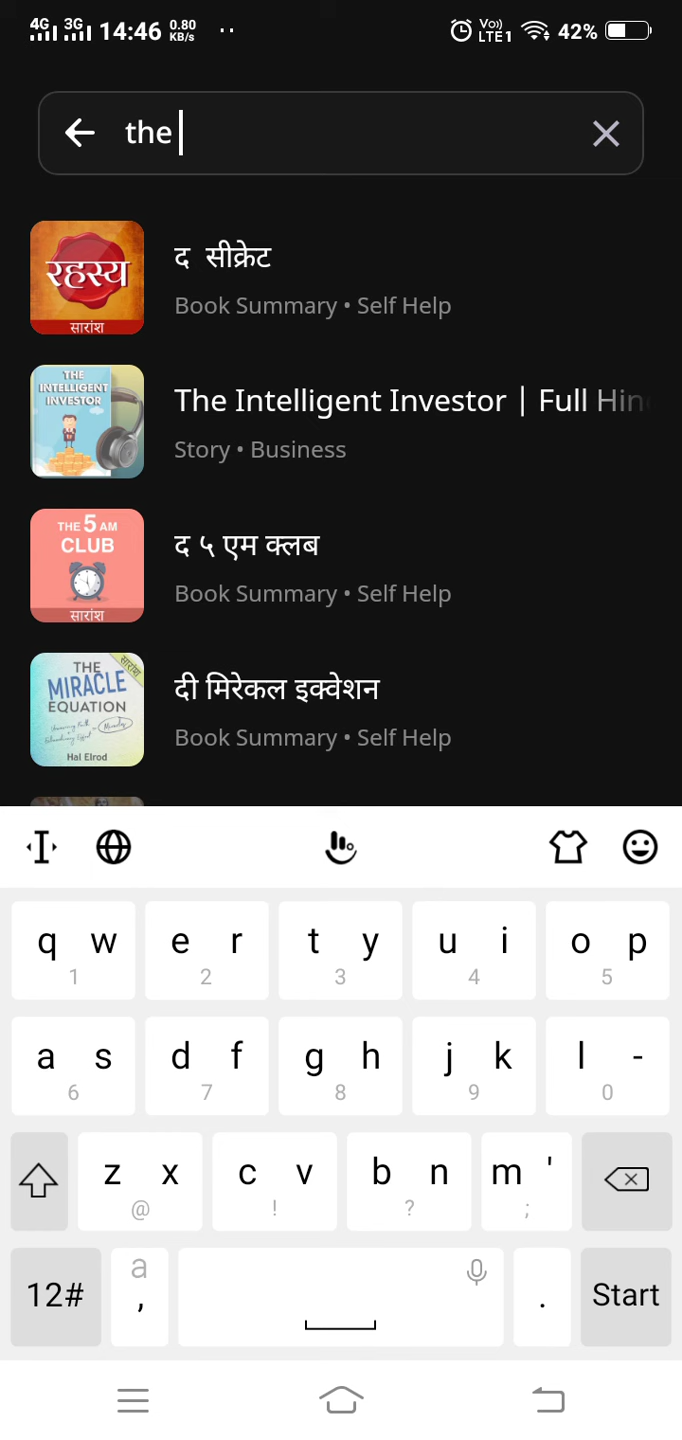 4G 3G 14:46 0.80 KB/s ·· Vo) LTE1 42%
the
रहस्य
सारांश
द सीक्रेट
Book Summary • Self Help
THE
INTELLIGENT
INVESTOR
The Intelligent Investor | Full Hin
Story • Business
THE 5 AM
CLUB
सारांश
द ५ एम क्लब
Book Summary • Self Help
सारांश
THE
MIRACLE
EQUATION
Hal Elrod
दी मिरेकल इक्वेशन
Book Summary • Self Help
q w e r t y u i o p
1 2 3 4 5
a s d f g h j k l -
6 7 8 9 0
z x c v b n m '
@ ! ? ;
12# a , . Start